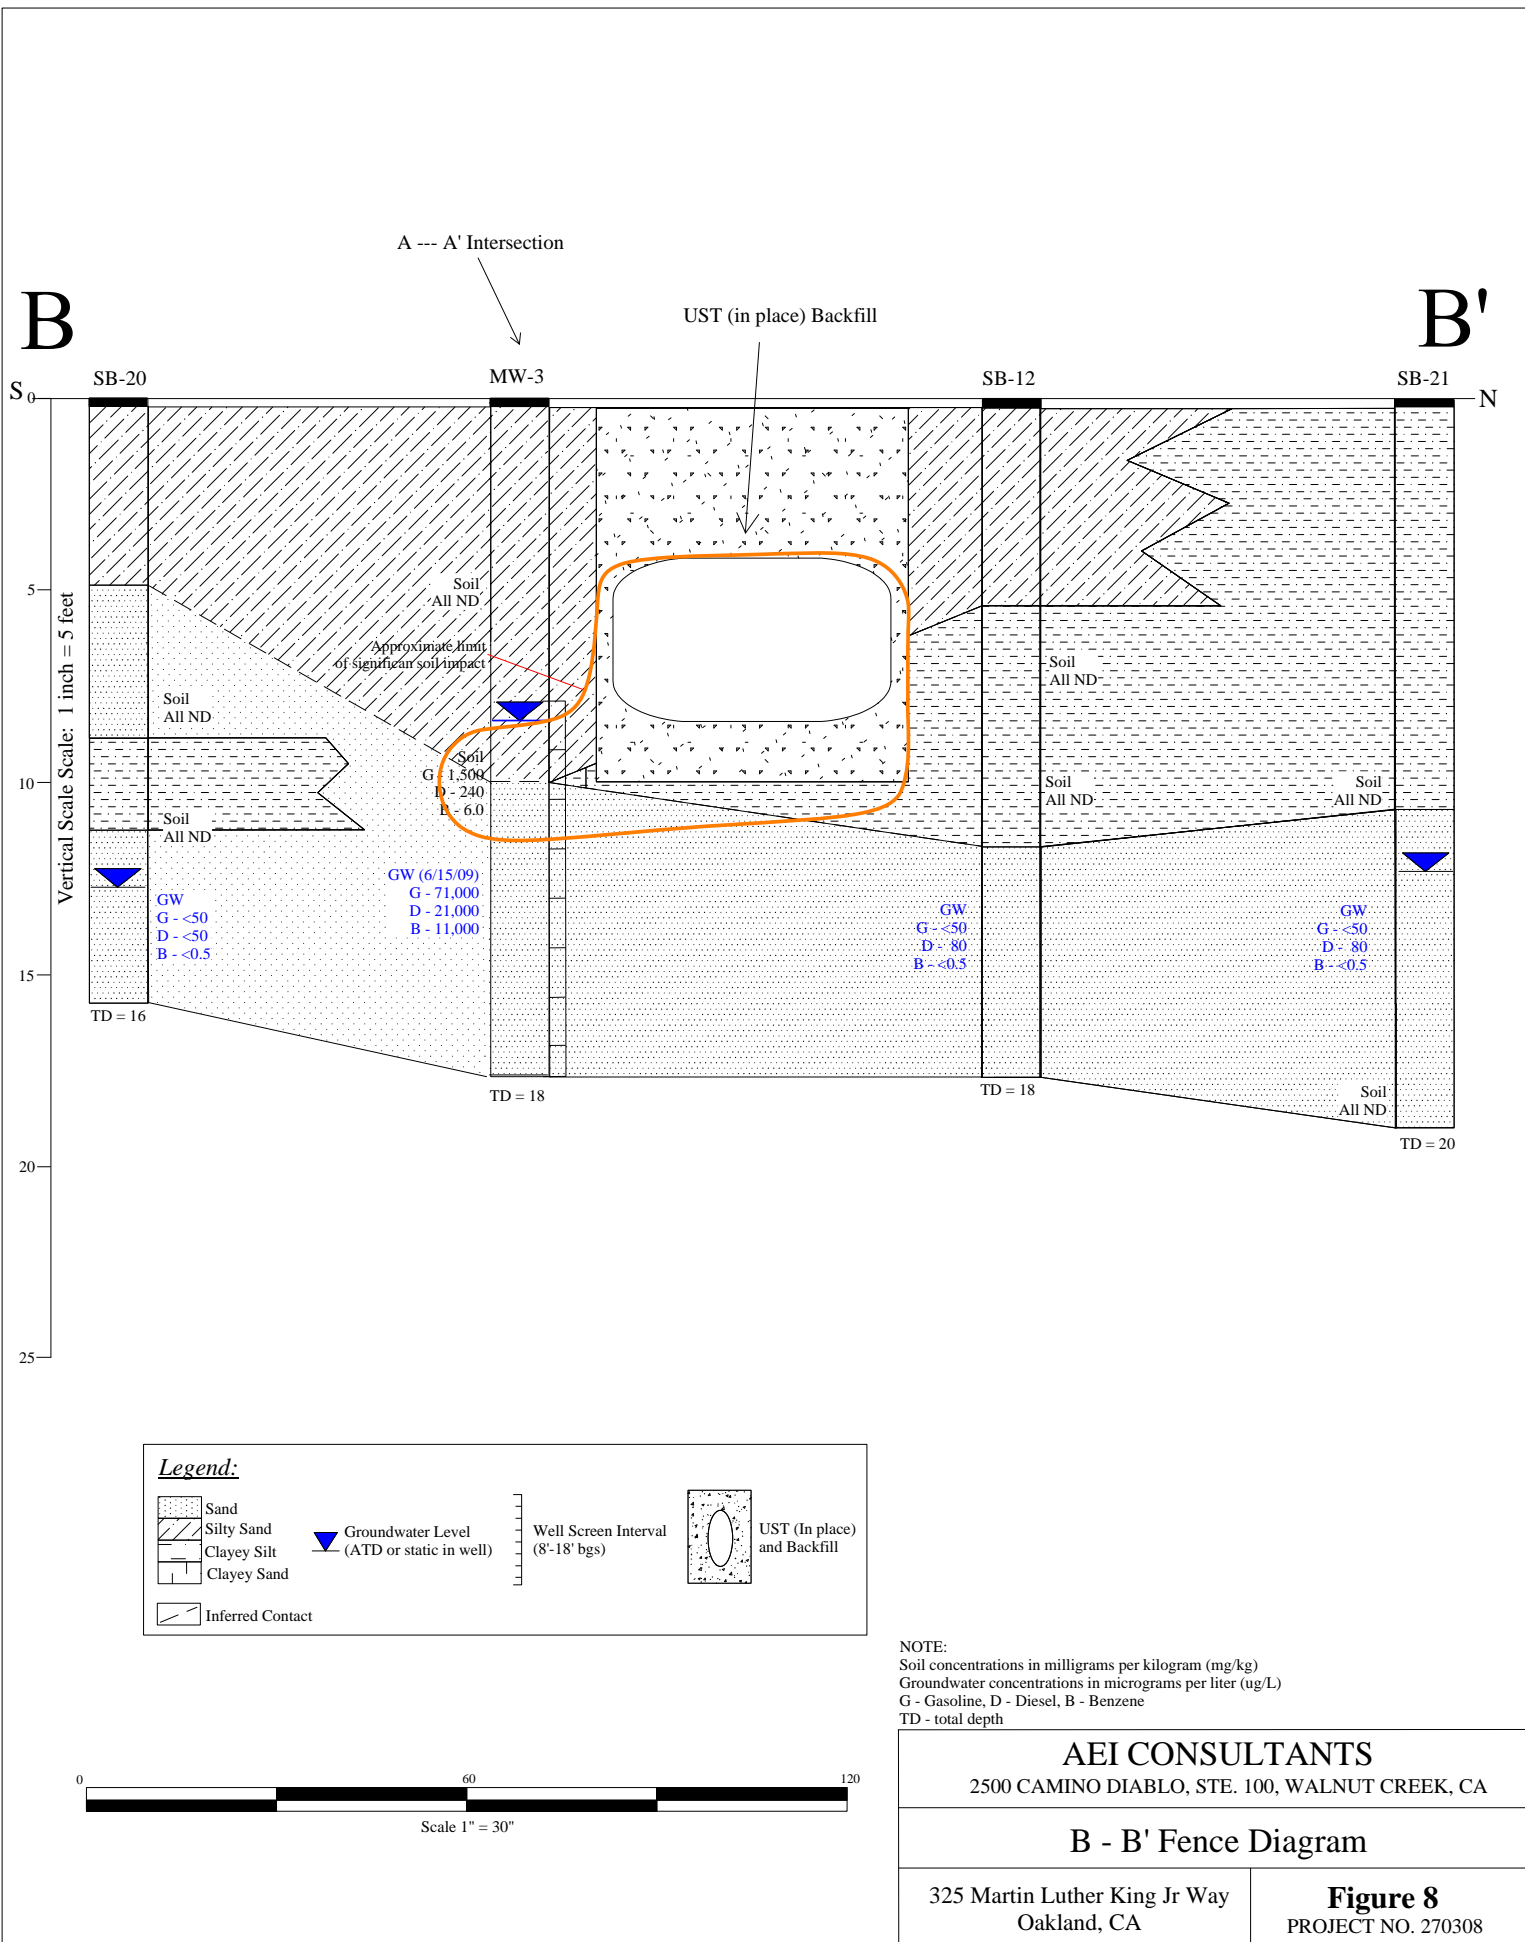 A --- A' Intersection
B
B'
UST (in place) Backfill
SB-20
MW-3
SB-12
SB-21
S
N
0
5
10
15
20
25
Vertical Scale Scale: 1 inch = 5 feet
Soil
All ND
Approximate limit
of significan soil impact
Soil
All ND
Soil
All ND
Soil
G - 1,500
D - 240
B - 6.0
Soil
All ND
Soil
All ND
Soil
All ND
GW
G - <50
D - <50
B - <0.5
GW (6/15/09)
G - 71,000
D - 21,000
B - 11,000
GW
G - <50
D - 80
B - <0.5
GW
G - <50
D - 80
B - <0.5
Soil
All ND
TD = 16
TD = 18
TD = 18
TD = 20
Legend:
Sand
Silty Sand
Clayey Silt
Clayey Sand
Inferred Contact
Groundwater Level
(ATD or static in well)
Well Screen Interval
(8'-18' bgs)
UST (In place)
and Backfill
NOTE:
Soil concentrations in milligrams per kilogram (mg/kg)
Groundwater concentrations in micrograms per liter (ug/L)
G - Gasoline, D - Diesel, B - Benzene
TD - total depth
0
60
120
Scale 1" = 30"
AEI CONSULTANTS
2500 CAMINO DIABLO, STE. 100, WALNUT CREEK, CA
B - B' Fence Diagram
325 Martin Luther King Jr Way
Oakland, CA
Figure 8
PROJECT NO. 270308